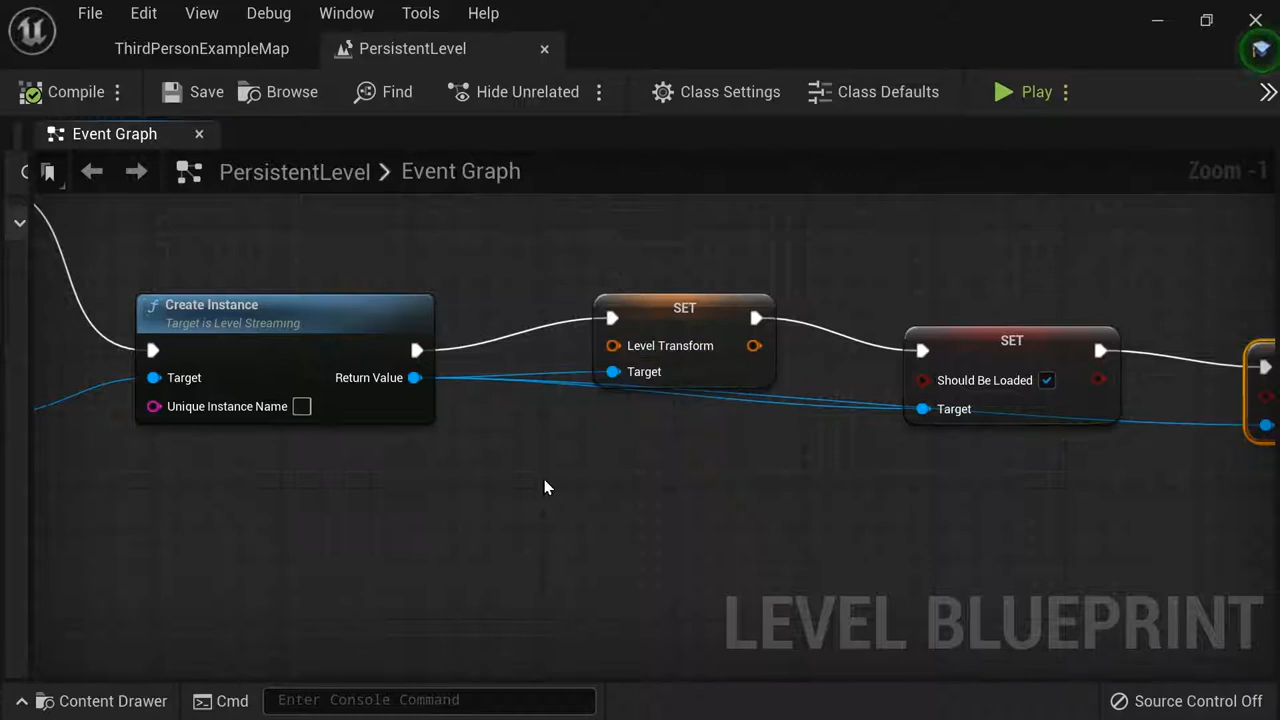 File Edit View Debug Window Tools Help
ThirdPersonExampleMap PersistentLevel
Compile Save Browse Find Hide Unrelated Class Settings Class Defaults Play
Event Graph
PersistentLevel > Event Graph Zoom -1
Create Instance
Target is Level Streaming
Target Return Value
Unique Instance Name
SET
Level Transform
Target
SET
Should Be Loaded
Target
LEVEL BLUEPRINT
Content Drawer Cmd Enter Console Command Source Control Off